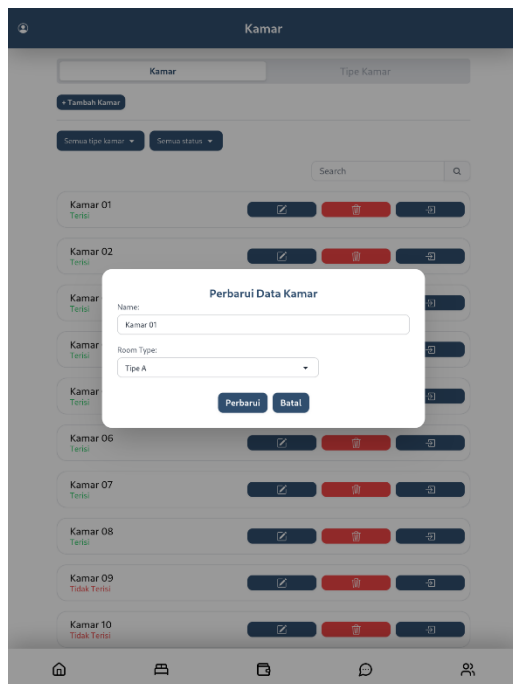 Kamar
Kamar
Tipe Kamar
+ Tambah Kamar
Semua tipe kamar
Semua status
Search
Kamar 01
Terisi
Kamar 02
Terisi
Kamar
Terisi
Perbarui Data Kamar
Name:
Kamar 01
Kamar
Terisi
Room Type:
Tipe A
Kamar
Terisi
Perbarui
Batal
Kamar 06
Terisi
Kamar 07
Terisi
Kamar 08
Terisi
Kamar 09
Tidak Terisi
Kamar 10
Tidak Terisi